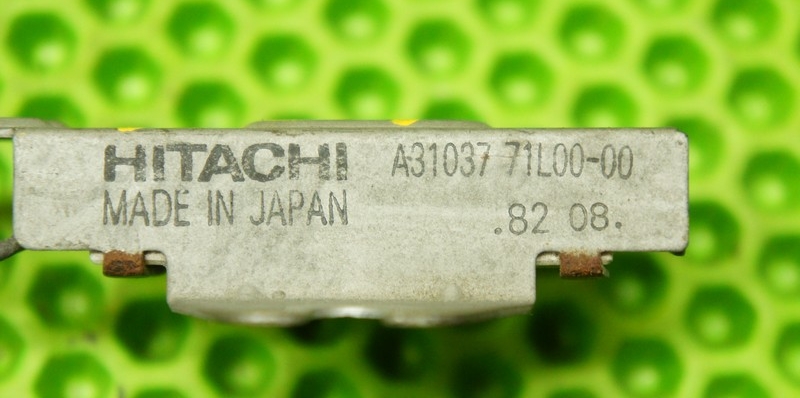 HITACHI A31037 71L00-00
MADE IN JAPAN .82 08.